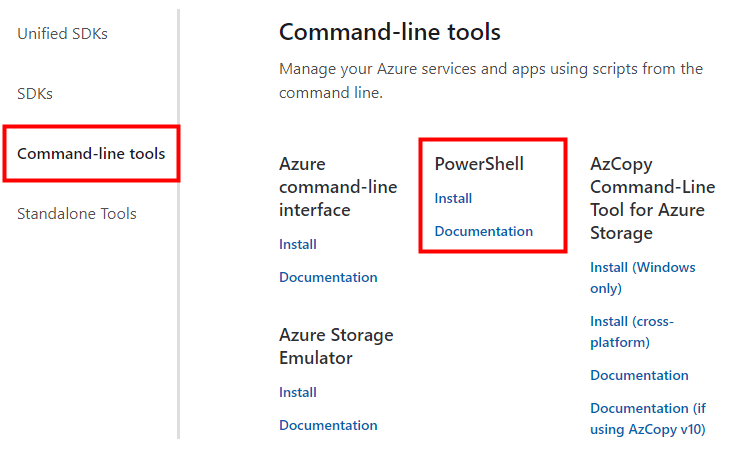 Unified SDKs
SDKs
Command-line tools
Standalone Tools
Command-line tools
Manage your Azure services and apps using scripts from the
command line.
Azure
command-line
interface
Install
Documentation
PowerShell
Install
Documentation
AzCopy
Command-Line
Tool for Azure
Storage
Install (Windows
only)
Install (cross-
platform)
Documentation
Documentation (if
using AzCopy v10)
Azure Storage
Emulator
Install
Documentation